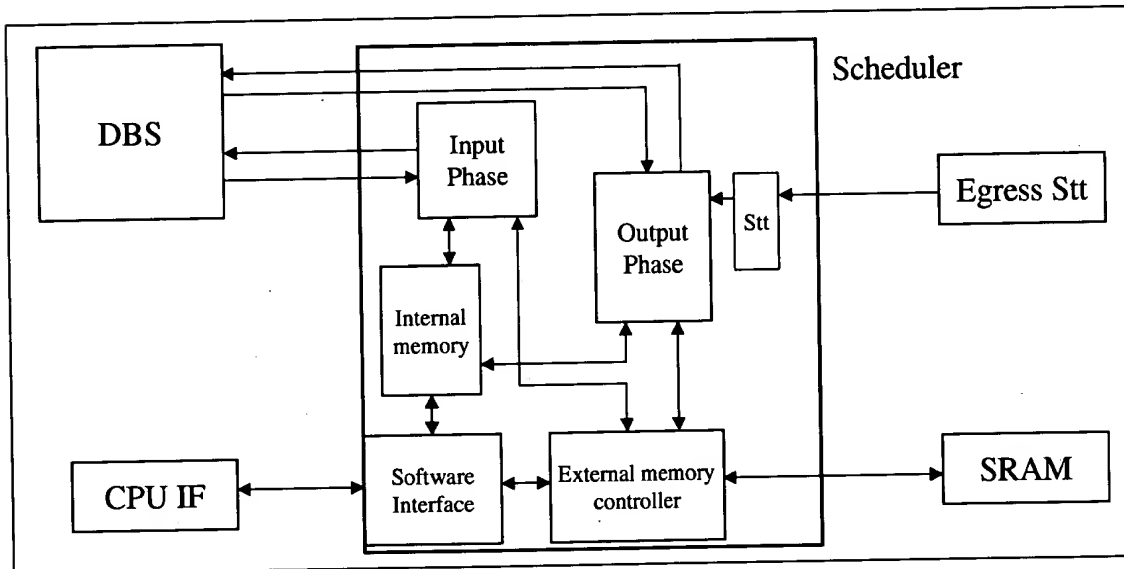 Scheduler
DBS
Input
Phase
Egress Stt
Stt
Output
Phase
Internal
memory
CPU IF
Software
Interface
External memory
controller
SRAM